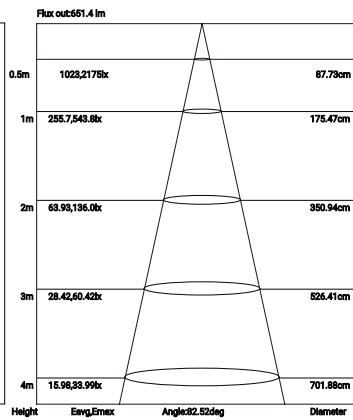 Flux out:651.4 lm
0.5m 1023,2175lx 87.73cm
1m 255.7,543.8lx 175.47cm
2m 63.93,136.0lx 350.94cm
3m 28.42,60.42lx 526.41cm
4m 15.98,33.99lx 701.88cm
Height Eavg,Emax Angle:82.52deg Diameter